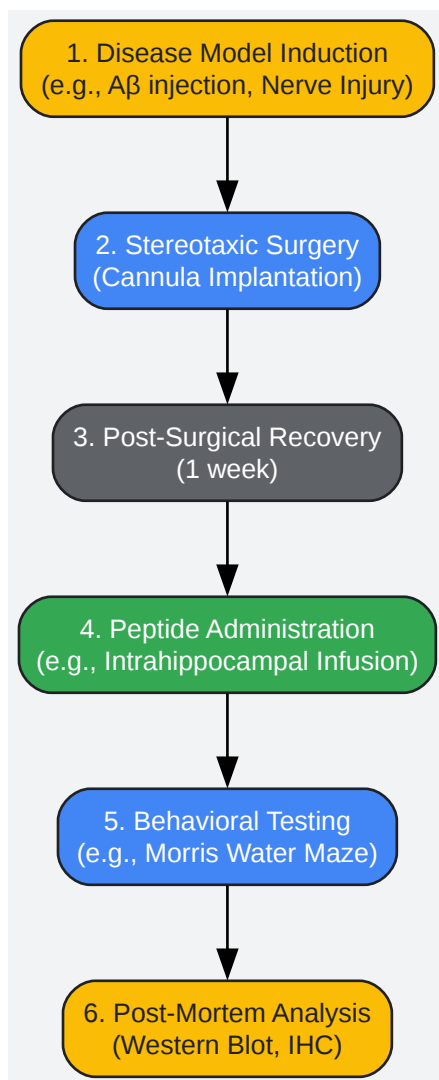 1. Disease Model Induction
(e.g., Aβ injection, Nerve Injury)
2. Stereotaxic Surgery
(Cannula Implantation)
3. Post-Surgical Recovery
(1 week)
4. Peptide Administration
(e.g., Intrahippocampal Infusion)
5. Behavioral Testing
(e.g., Morris Water Maze)
6. Post-Mortem Analysis
(Western Blot, IHC)